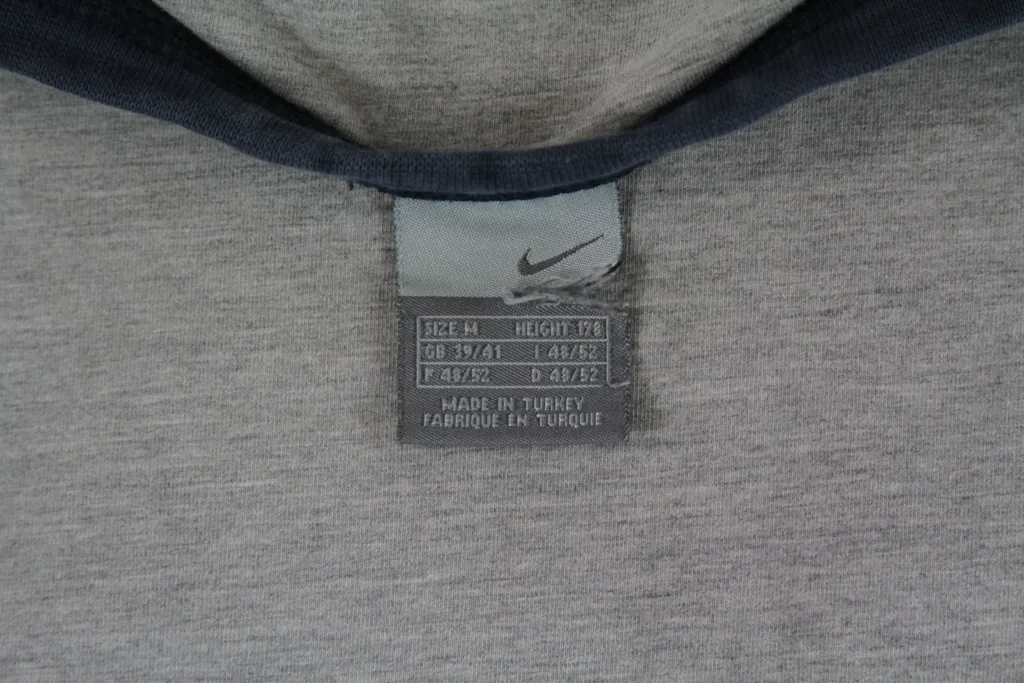 SIZE M HEIGHT 178
GB 39/41 I 48/52
F 48/52 D 48/52
MADE IN TURKEY
FABRIQUE EN TURQUIE